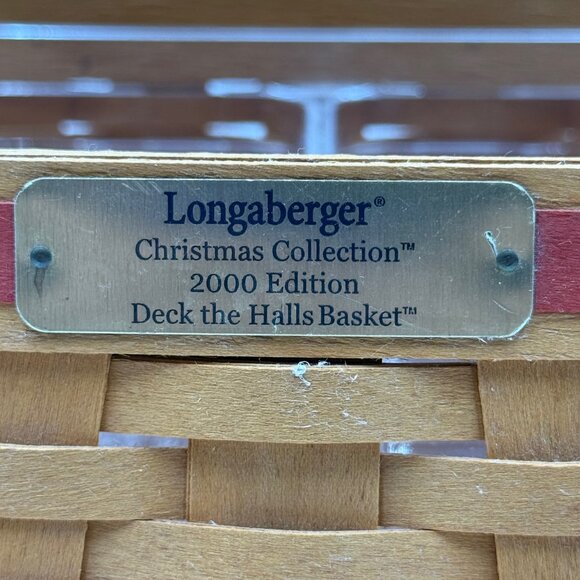 Longaberger®
Christmas Collection™
2000 Edition
Deck the Halls Basket™